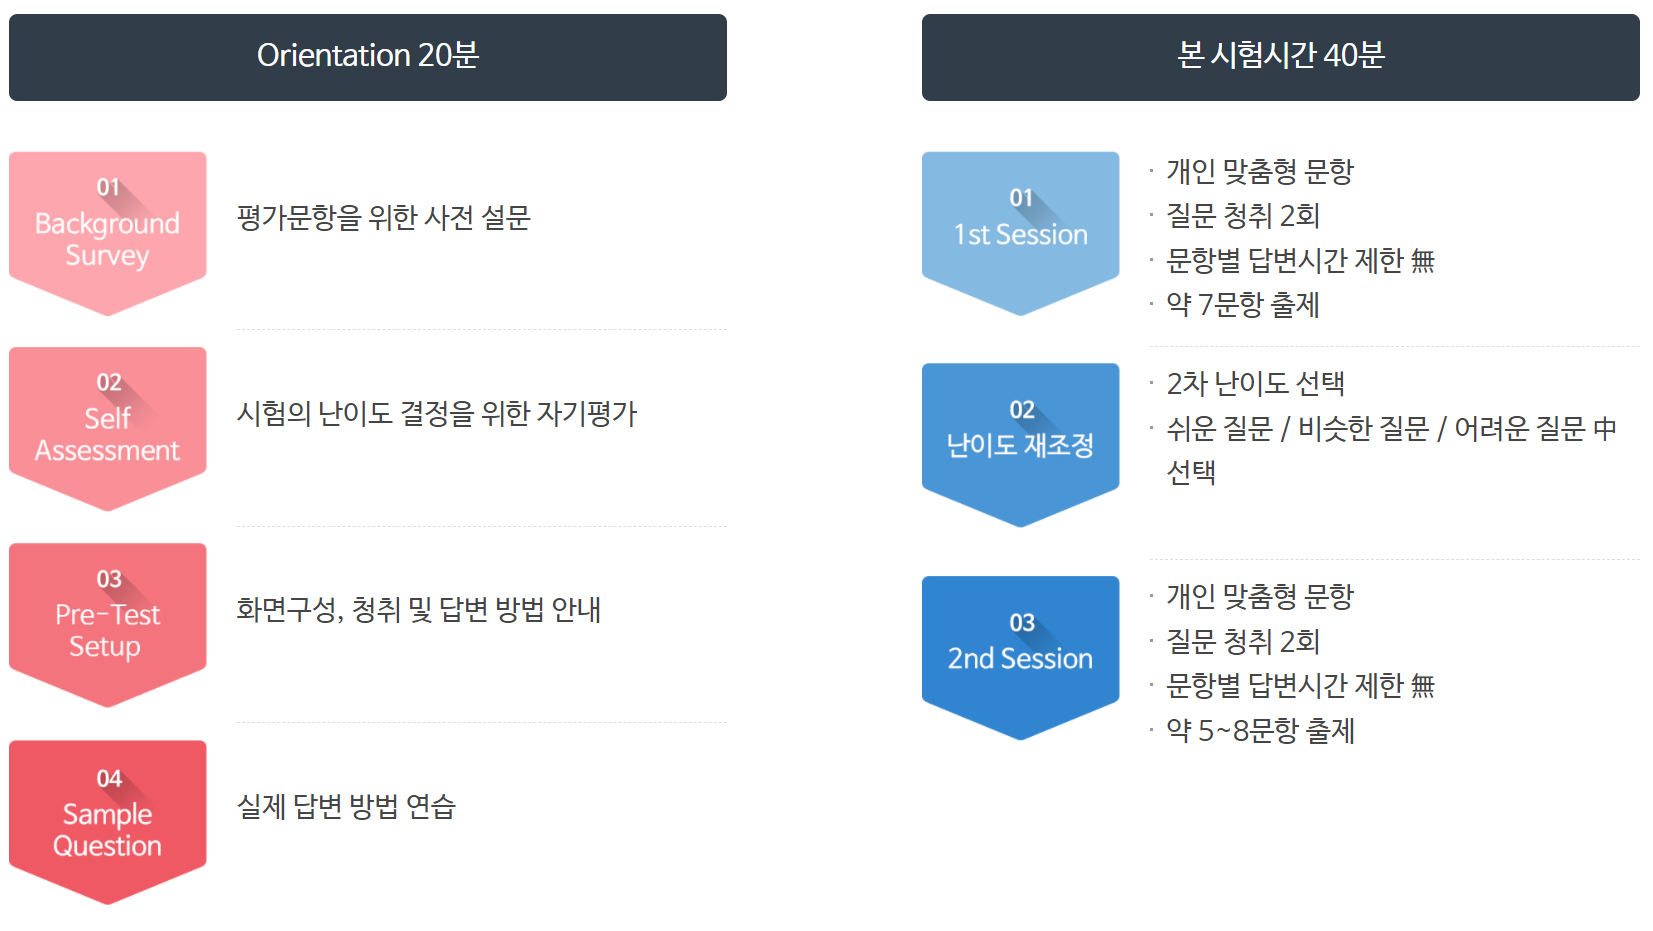 Orientation 20분
01
Background
Survey
평가문항을 위한 사전 설문
02
Self
Assessment
시험의 난이도 결정을 위한 자기평가
03
Pre-Test
Setup
화면구성, 청취 및 답변 방법 안내
04
Sample
Question
실제 답변 방법 연습
본 시험시간 40분
01
1st Session
· 개인 맞춤형 문항
· 질문 청취 2회
· 문항별 답변시간 제한 無
· 약 7문항 출제
02
난이도 재조정
· 2차 난이도 선택
· 쉬운 질문 / 비슷한 질문 / 어려운 질문 中
선택
03
2nd Session
· 개인 맞춤형 문항
· 질문 청취 2회
· 문항별 답변시간 제한 無
· 약 5~8문항 출제